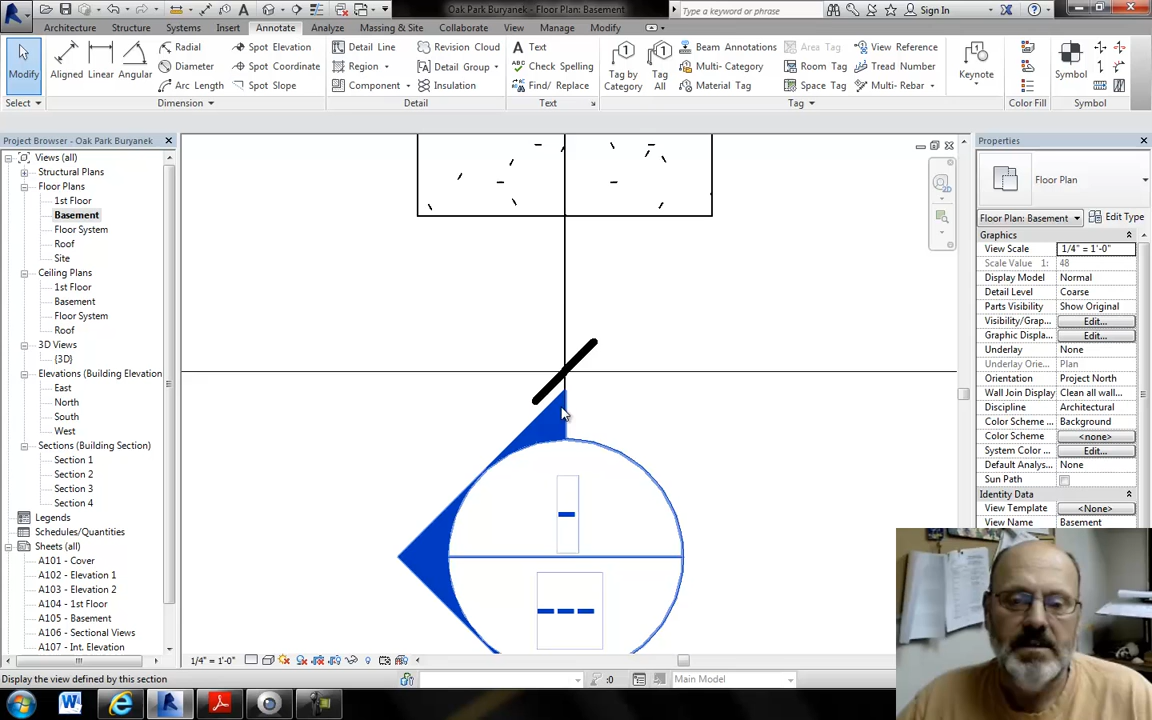 Oak Park Buryanek - Floor Plan: Basement
Type a keyword or phrase
Sign In
Architecture Structure Systems Insert Annotate Analyze Massing & Site Collaborate View Manage Modify
Modify Aligned Linear Angular Radial Diameter Arc Length Spot Elevation Spot Coordinate Spot Slope Detail Line Region Component Revision Cloud Detail Group Insulation Text Check Spelling Find/ Replace Tag by Category Tag All Multi- Category Beam Annotations Material Tag Area Tag Room Tag Space Tag View Reference Tread Number Multi- Rebar Keynote Symbol
Select Dimension Detail Text Tag Color Fill Symbol
Project Browser - Oak Park Buryanek
Views (all)
Structural Plans
Floor Plans
1st Floor
Basement
Floor System
Roof
Site
Ceiling Plans
1st Floor
Basement
Floor System
Roof
3D Views
{3D}
Elevations (Building Elevation
East
North
South
West
Sections (Building Section)
Section 1
Section 2
Section 3
Section 4
Legends
Schedules/Quantities
Sheets (all)
A101 - Cover
A102 - Elevation 1
A103 - Elevation 2
A104 - 1st Floor
A105 - Basement
A106 - Sectional Views
A107 - Int. Elevation
Properties
Floor Plan
Floor Plan: Basement Edit Type
Graphics
View Scale 1/4" = 1'-0"
Scale Value 1: 48
Display Model Normal
Detail Level Coarse
Parts Visibility Show Original
Visibility/Grap... Edit...
Graphic Displa... Edit...
Underlay None
Underlay Orie... Plan
Orientation Project North
Wall Join Display Clean all wall...
Discipline Architectural
Color Scheme ... Background
Color Scheme <none>
System Color ... Edit...
Default Analys... None
Sun Path
Identity Data
View Template <None>
View Name Basement
1/4" = 1'-0"
Display the view defined by this section
:0
Main Model